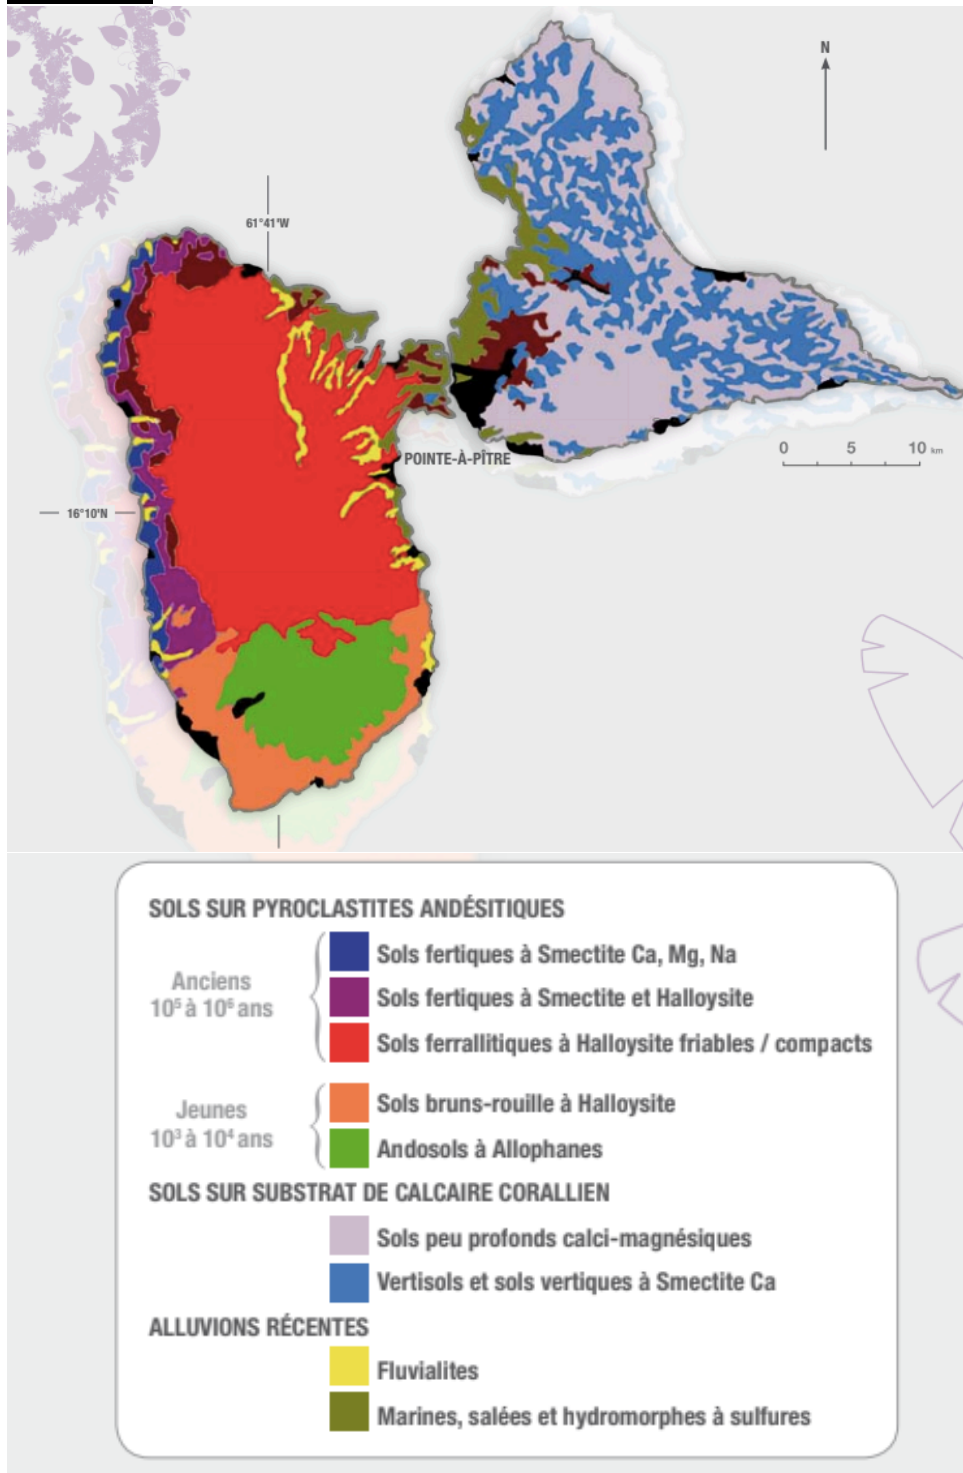 N
61°41'W
0 5 10 km
POINTE-À-PÎTRE
16°10'N
SOLS SUR PYROCLASTITES ANDÉSITIQUES
Anciens
10⁵ à 10⁶ ans
Sols fertiques à Smectite Ca, Mg, Na
Sols fertiques à Smectite et Halloysite
Sols ferrallitiques à Halloysite friables / compacts
Jeunes
10³ à 10⁴ ans
Sols bruns-rouille à Halloysite
Andosols à Allophanes
SOLS SUR SUBSTRAT DE CALCAIRE CORALLIEN
Sols peu profonds calci-magnésiques
Vertisols et sols vertiques à Smectite Ca
ALLUVIONS RÉCENTES
Fluvialites
Marines, salées et hydromorphes à sulfures